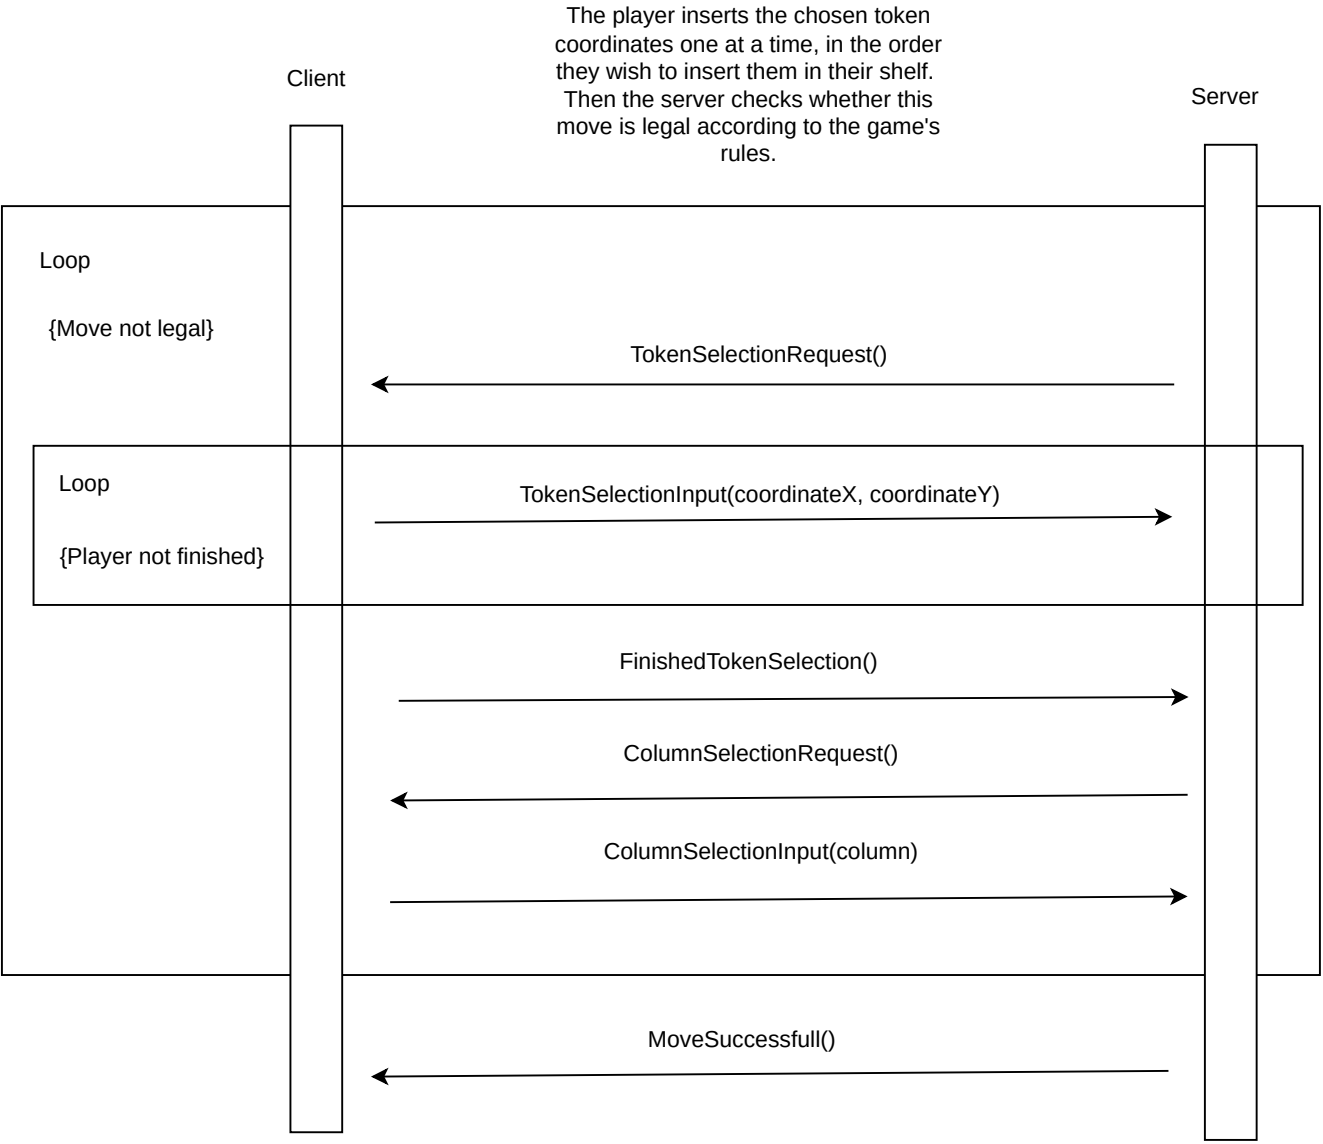 The player inserts the chosen token
coordinates one at a time, in the order
they wish to insert them in their shelf.
Then the server checks whether this
move is legal according to the game's
rules.
Client
Server
Loop
{Move not legal}
TokenSelectionRequest()
Loop
TokenSelectionInput(coordinateX, coordinateY)
{Player not finished}
FinishedTokenSelection()
ColumnSelectionRequest()
ColumnSelectionInput(column)
MoveSuccessfull()